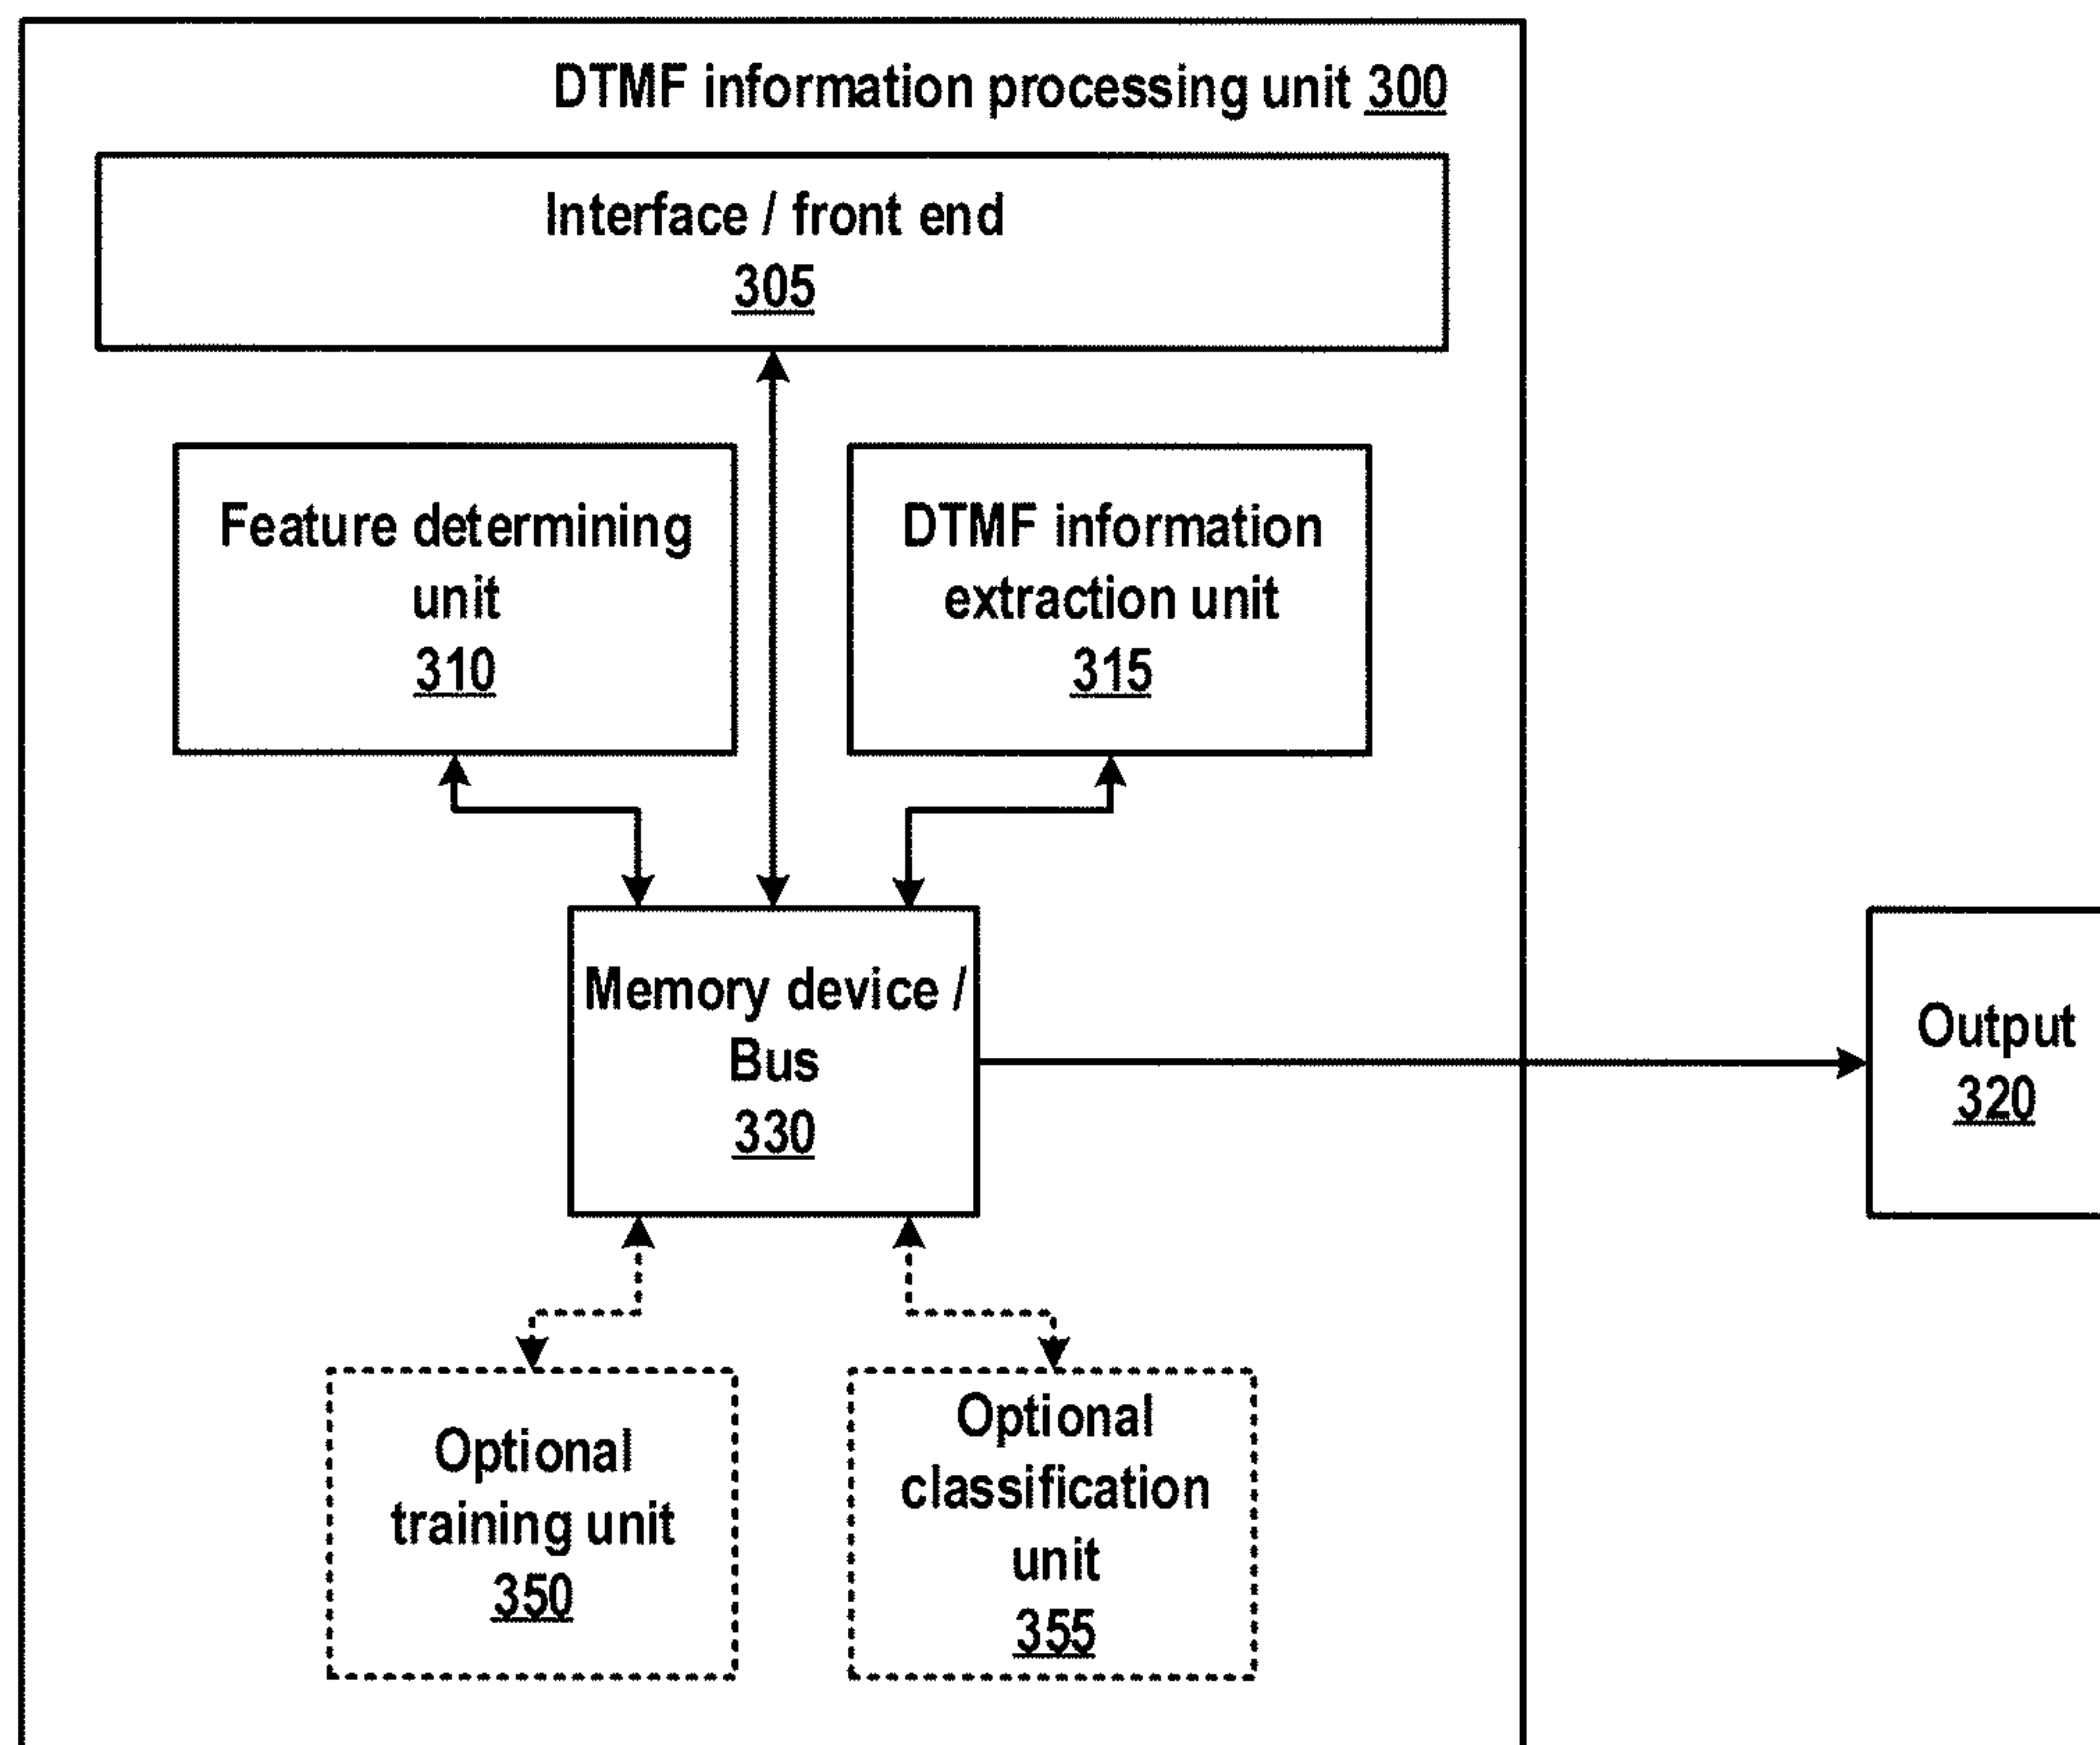 DTMF information processing unit 300
Interface / front end
305
Feature determining
unit
310
DTMF information
extraction unit
315
Memory device /
Bus
330
Output
320
Optional
training unit
350
Optional
classification
unit
355